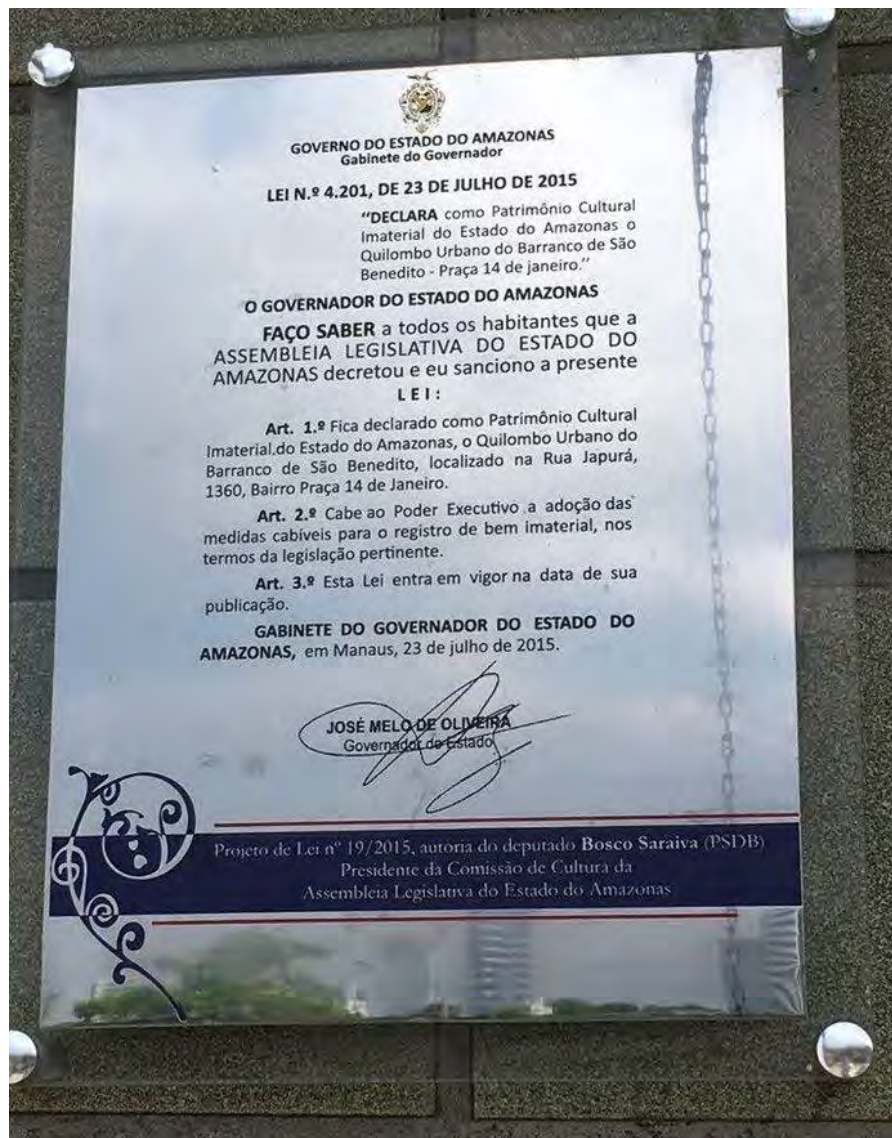 GOVERNO DO ESTADO DO AMAZONAS
Gabinete do Governador
LEI N.º 4.201, DE 23 DE JULHO DE 2015
"DECLARA como Patrimônio Cultural
Imaterial do Estado do Amazonas o
Quilombo Urbano do Barranco de São
Benedito - Praça 14 de janeiro."
O GOVERNADOR DO ESTADO DO AMAZONAS
FAÇO SABER a todos os habitantes que a
ASSEMBLEIA LEGISLATIVA DO ESTADO DO
AMAZONAS decretou e eu sanciono a presente
LEI:
Art. 1.º Fica declarado como Patrimônio Cultural
Imaterial do Estado do Amazonas, o Quilombo Urbano do
Barranco de São Benedito, localizado na Rua Japurá,
1360, Bairro Praça 14 de Janeiro.
Art. 2.º Cabe ao Poder Executivo a adoção das
medidas cabíveis para o registro de bem imaterial, nos
termos da legislação pertinente.
Art. 3.º Esta Lei entra em vigor na data de sua
publicação.
GABINETE DO GOVERNADOR DO ESTADO DO
AMAZONAS, em Manaus, 23 de julho de 2015.
JOSÉ MELO DE OLIVEIRA
Governador do Estado
Projeto de Lei nº 19/2015, autoria do deputado Bosco Saraiva (PSDB)
Presidente da Comissão de Cultura da
Assembleia Legislativa do Estado do Amazonas